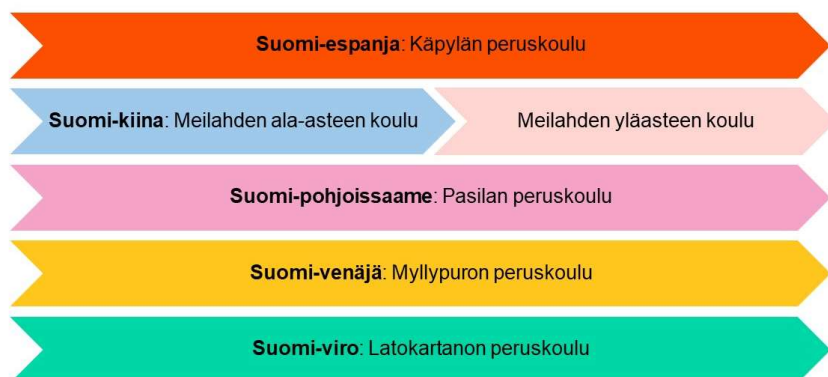 Suomi-espanja: Käpylän peruskoulu
Suomi-kiina: Meilahden ala-asteen koulu
Meilahden yläasteen koulu
Suomi-pohjoissaame: Pasilan peruskoulu
Suomi-venäjä: Myllypuron peruskoulu
Suomi-viro: Latokartanon peruskoulu